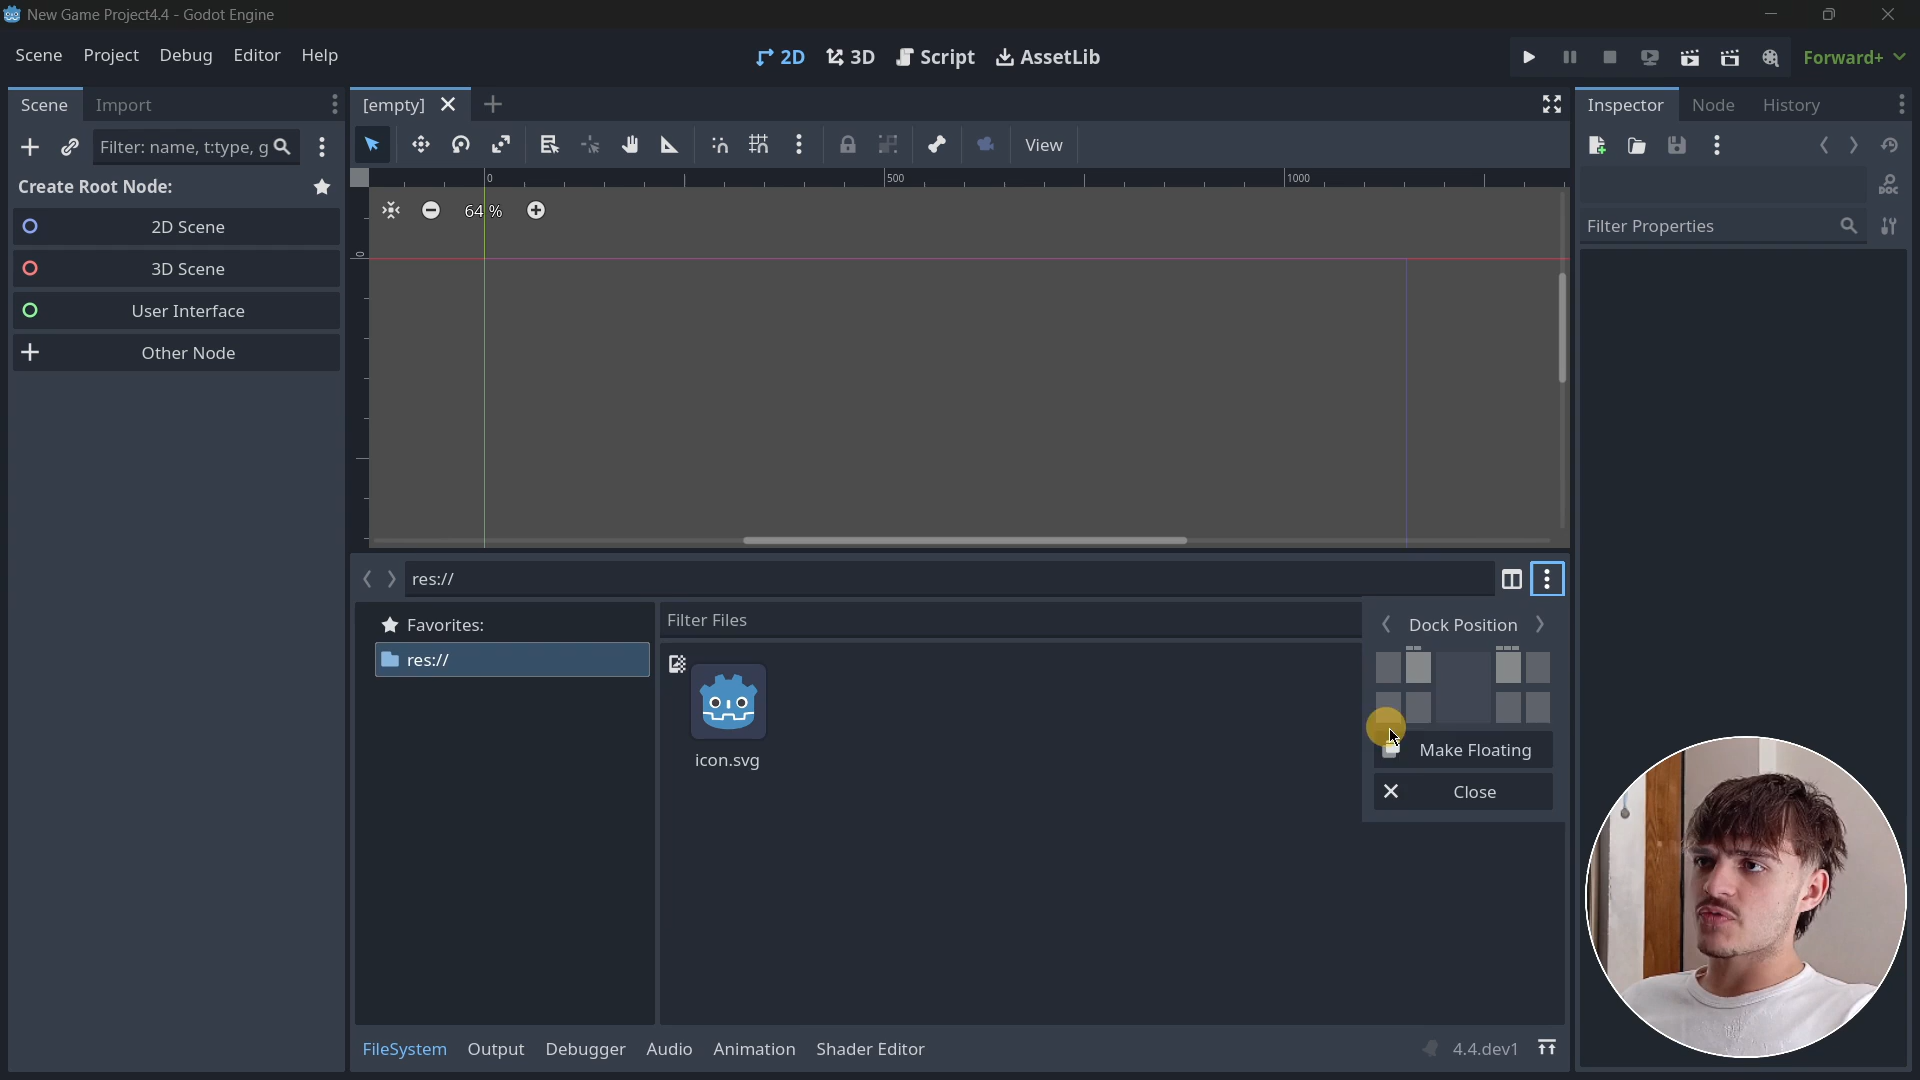 New Game Project4.4 - Godot Engine
Scene Project Debug Editor Help
2D 3D Script AssetLib
Forward+
Scene Import
[empty]
Inspector Node History
Filter: name, t:type, g
View
Create Root Node:
0 500 1000
0
64 %
2D Scene
3D Scene
User Interface
Other Node
DOC
Filter Properties
res://
Favorites:
res://
Filter Files
icon.svg
Dock Position
Make Floating
Close
FileSystem Output Debugger Audio Animation Shader Editor
4.4.dev1